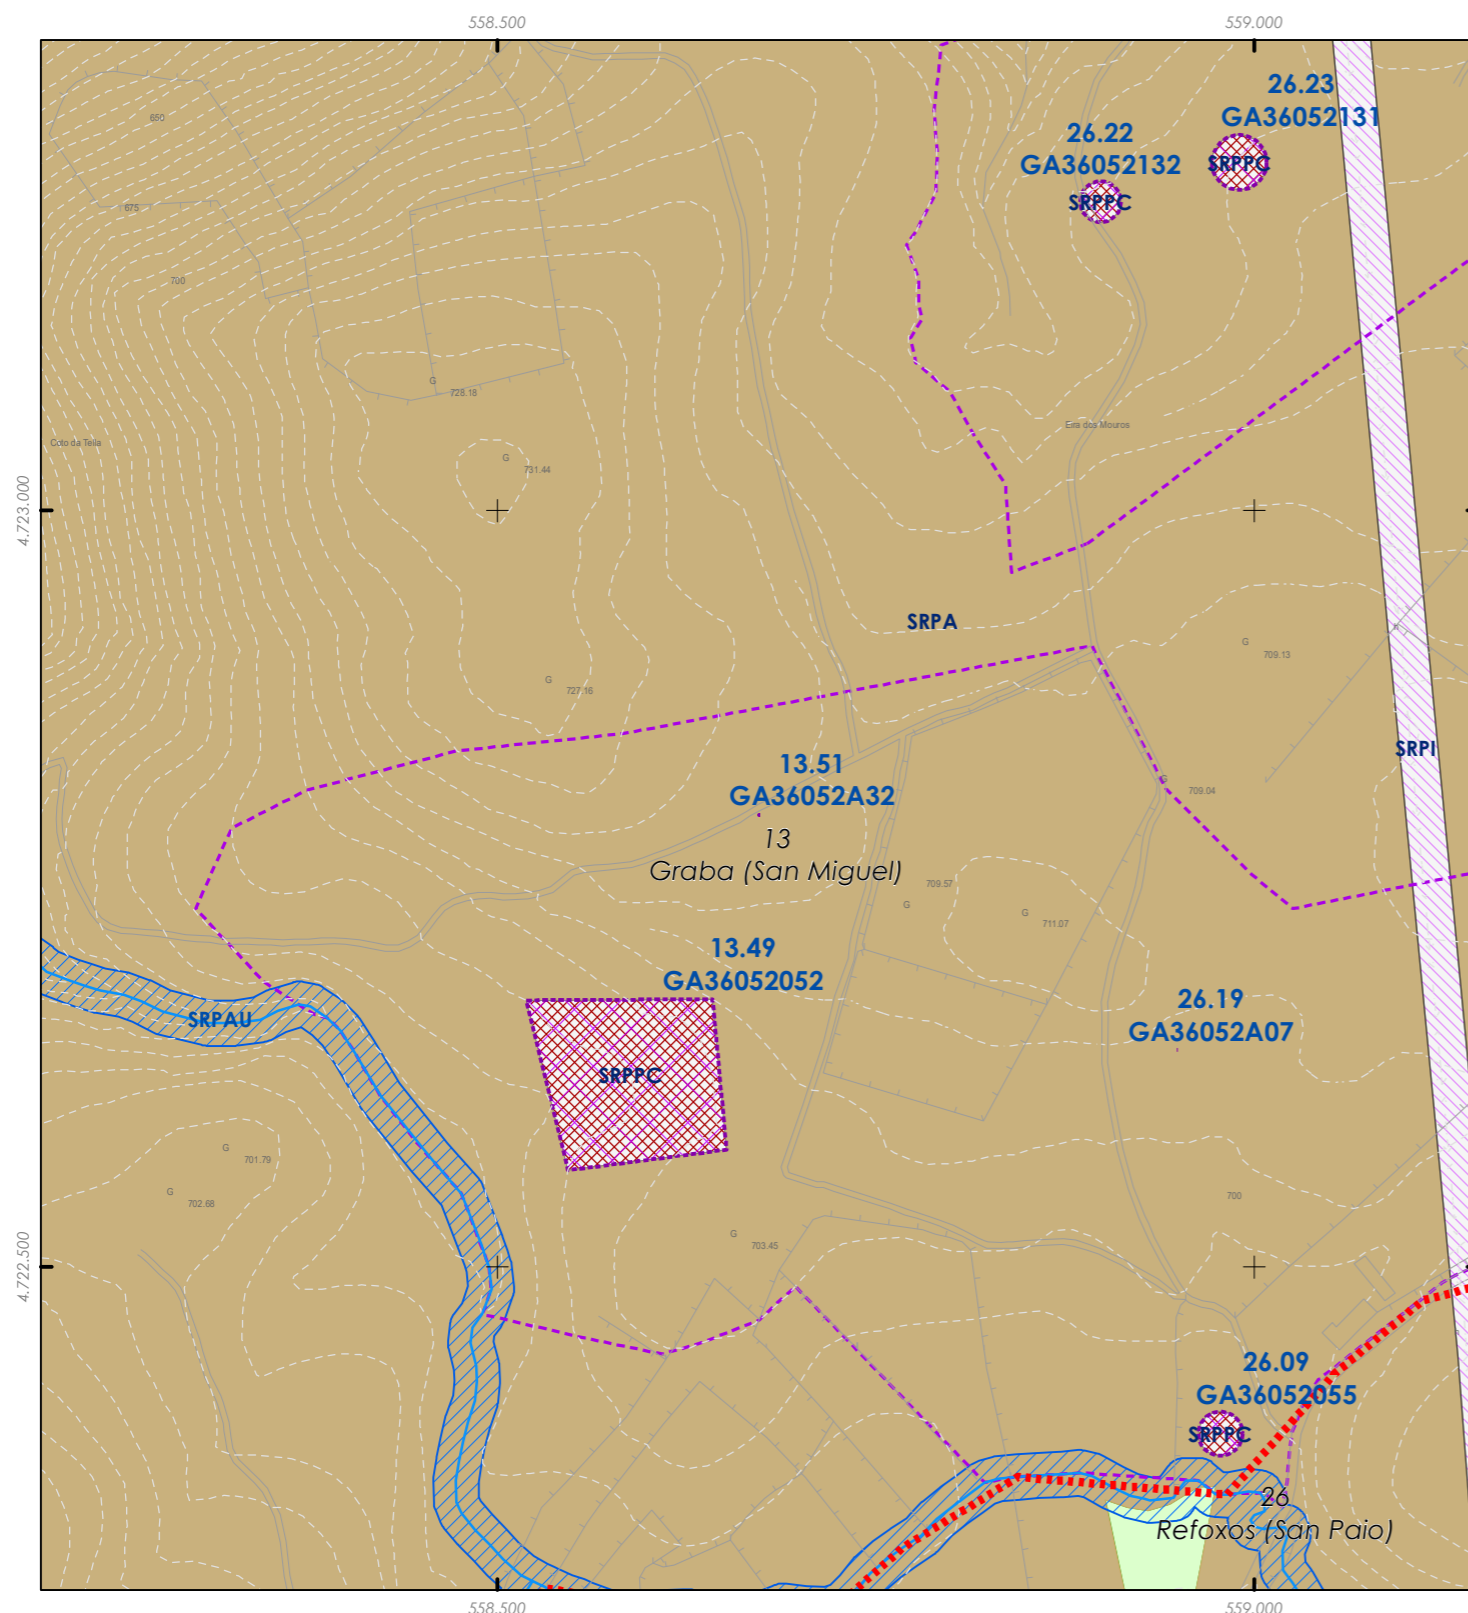 558.500
559.000
26.23
GA36052131
26.22
GA36052132
SRPPC
SRPPC
650
675
700
G
728.18
Coto da Tella
G
731.44
Eira dos Mouros
4.723.000
SRPA
G
709.13
G
727.16
SRPI
13.51
GA36052A32
G
709.04
13
Graba (San Miguel)
709.57
G
G
711.07
13.49
GA36052052
26.19
GA36052A07
SRPAU
SRPPC
G
701.79
G
702.68
700
G
703.45
4.722.500
26.09
GA36052055
SRPPC
26
Refoxos (San Paio)
558.500
559.000